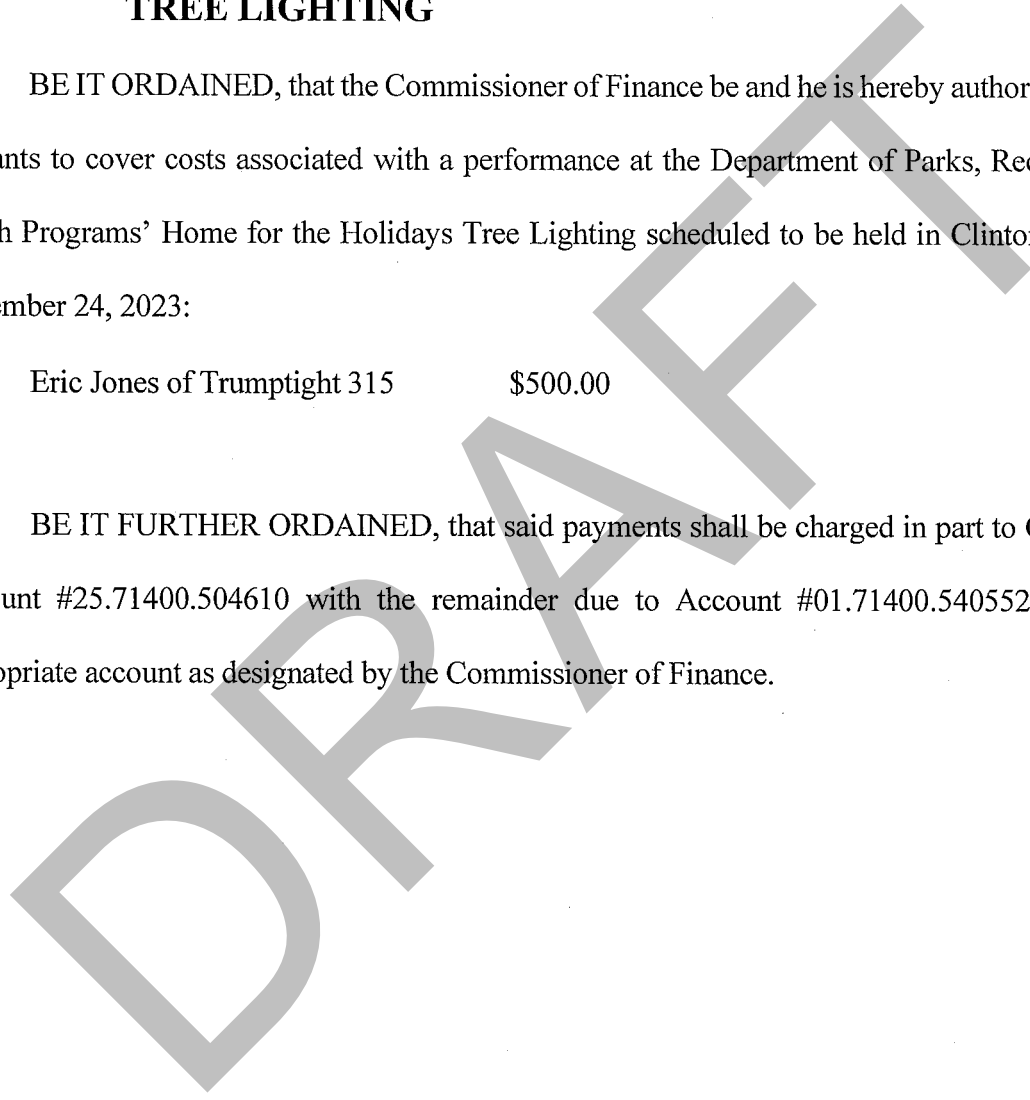 TREE LIGHTING
BE IT ORDAINED, that the Commissioner of Finance be and he is hereby author
nts to cover costs associated with a performance at the Department of Parks, Rec
h Programs’ Home for the Holidays Tree Lighting scheduled to be held in Clinto
mber 24, 2023:
Eric Jones of Trumptight 315 $500.00
BE IT FURTHER ORDAINED, that said payments shall be charged in part to
unt #25.71400.504610 with the remainder due to Account #01.71400.540552
opriate account as designated by the Commissioner of Finance.
DRAFT